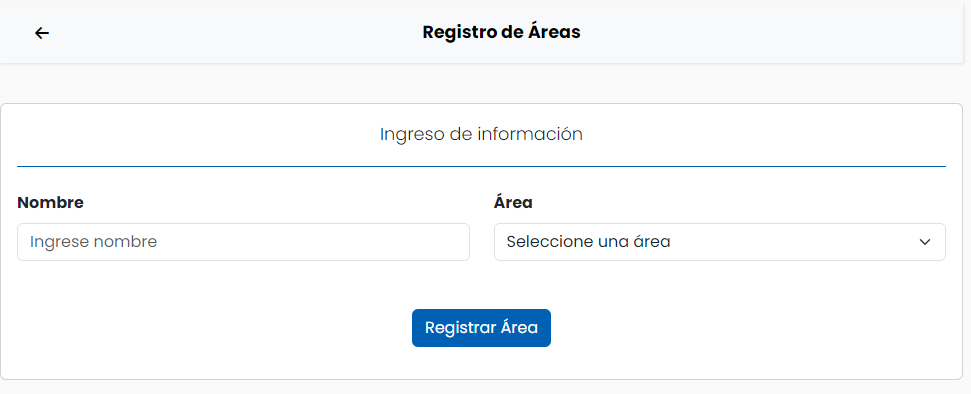 Registro de Áreas
Ingreso de información
Nombre
Área
Ingrese nombre
Seleccione una área
Registrar Área